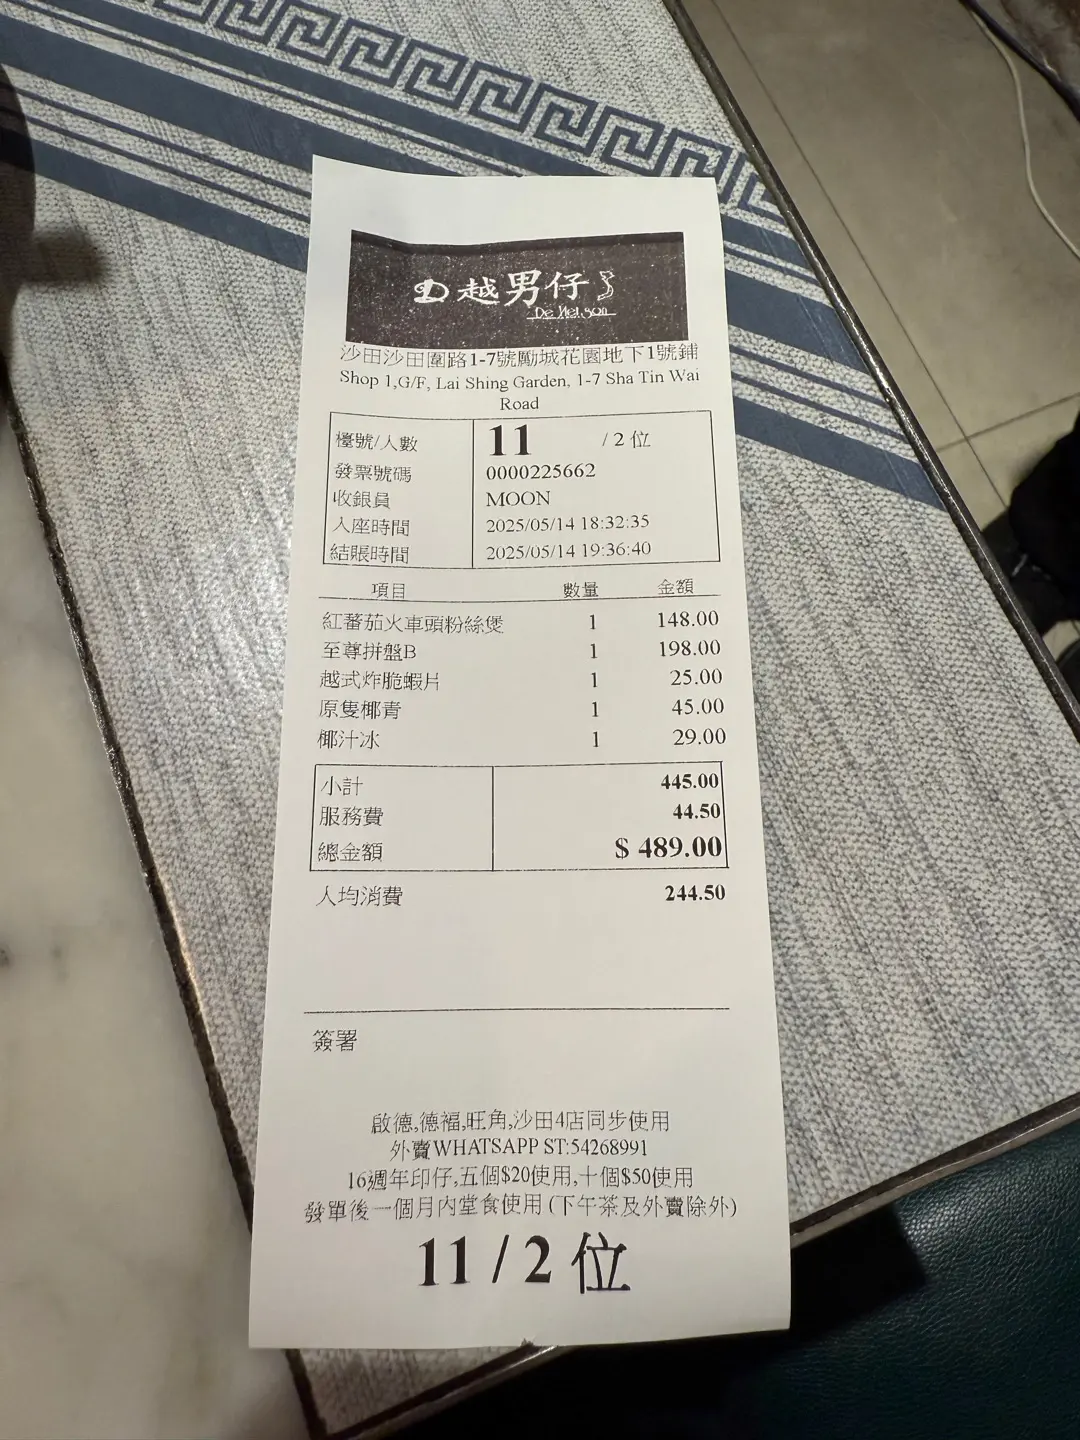 越男仔
De Nei son
沙田沙田圍路1-7號勵城花園地下1號鋪
Shop 1,G/F, Lai Shing Garden, 1-7 Sha Tin Wai
Road
檯號/人數 11 / 2 位
發票號碼 0000225662
收銀員 MOON
入座時間 2025/05/14 18:32:35
結賬時間 2025/05/14 19:36:40
項目 數量 金額
紅蕃茄火車頭粉絲煲 1 148.00
至尊拼盤B 1 198.00
越式炸脆蝦片 1 25.00
原隻椰青 1 45.00
椰汁冰 1 29.00
小計 445.00
服務費 44.50
總金額 $ 489.00
人均消費 244.50
簽署
啟德,德福,旺角,沙田4店同步使用
外賣WHATSAPP ST:54268991
16週年印仔,五個$20使用,十個$50使用
發單後一個月內堂食使用 (下午茶及外賣除外)
11 / 2 位